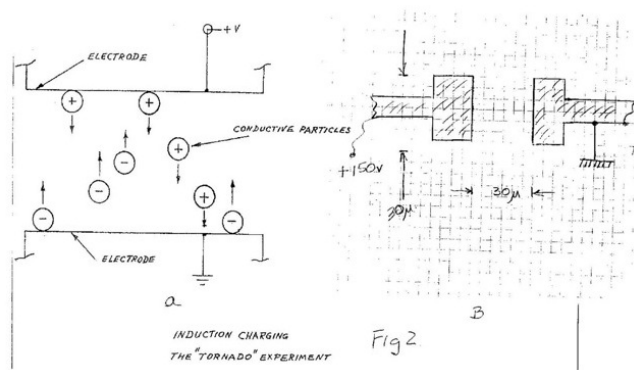 +V
ELECTRODE
CONDUCTIVE PARTICLES
ELECTRODE
a
+150V
30μ
30μ
B
INDUCTION CHARGING
THE "TORNADO" EXPERIMENT
Fig 2.